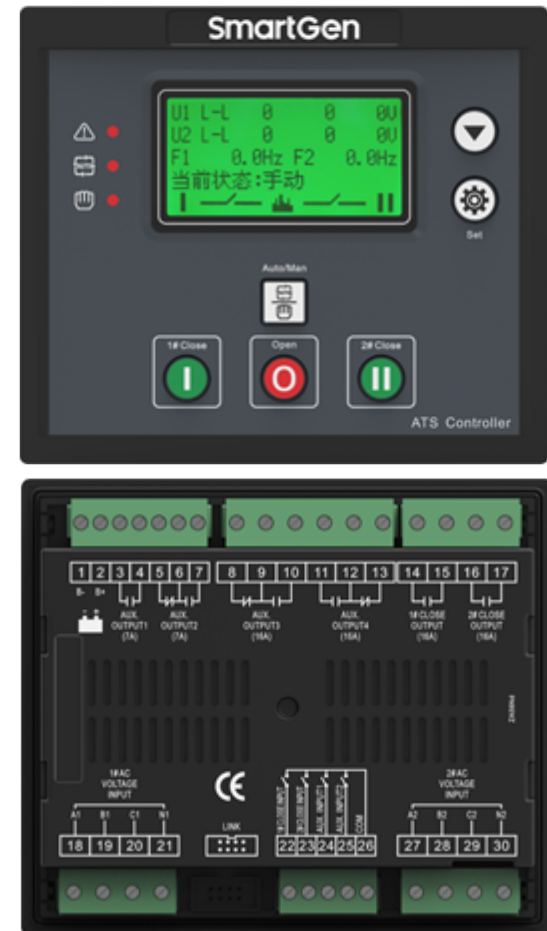 SmartGen
U1 L-L 0 0 0V
U2 L-L 0 0 0V
F1 0.0Hz F2 0.0Hz
当前状态:手动
I II
Set
Auto/Man
1# Close
Open
2# Close
I
O
II
ATS Controller
1 2 3 4 5 6 7 8 9 10 11 12 13 14 15 16 17
B- B+
- +
AUX. OUTPUT1 (7A)
AUX. OUTPUT2 (7A)
AUX. OUTPUT3 (16A)
AUX. OUTPUT4 (16A)
1# CLOSE OUTPUT (16A)
2# CLOSE OUTPUT (16A)
1# AC
VOLTAGE
INPUT
A1 B1 C1 N1
18 19 20 21
CE
LINK
AUX. INPUT1
AUX. INPUT2
COM
22 23 24 25 26
2# AC
VOLTAGE
INPUT
A2 B2 C2 N2
27 28 29 30